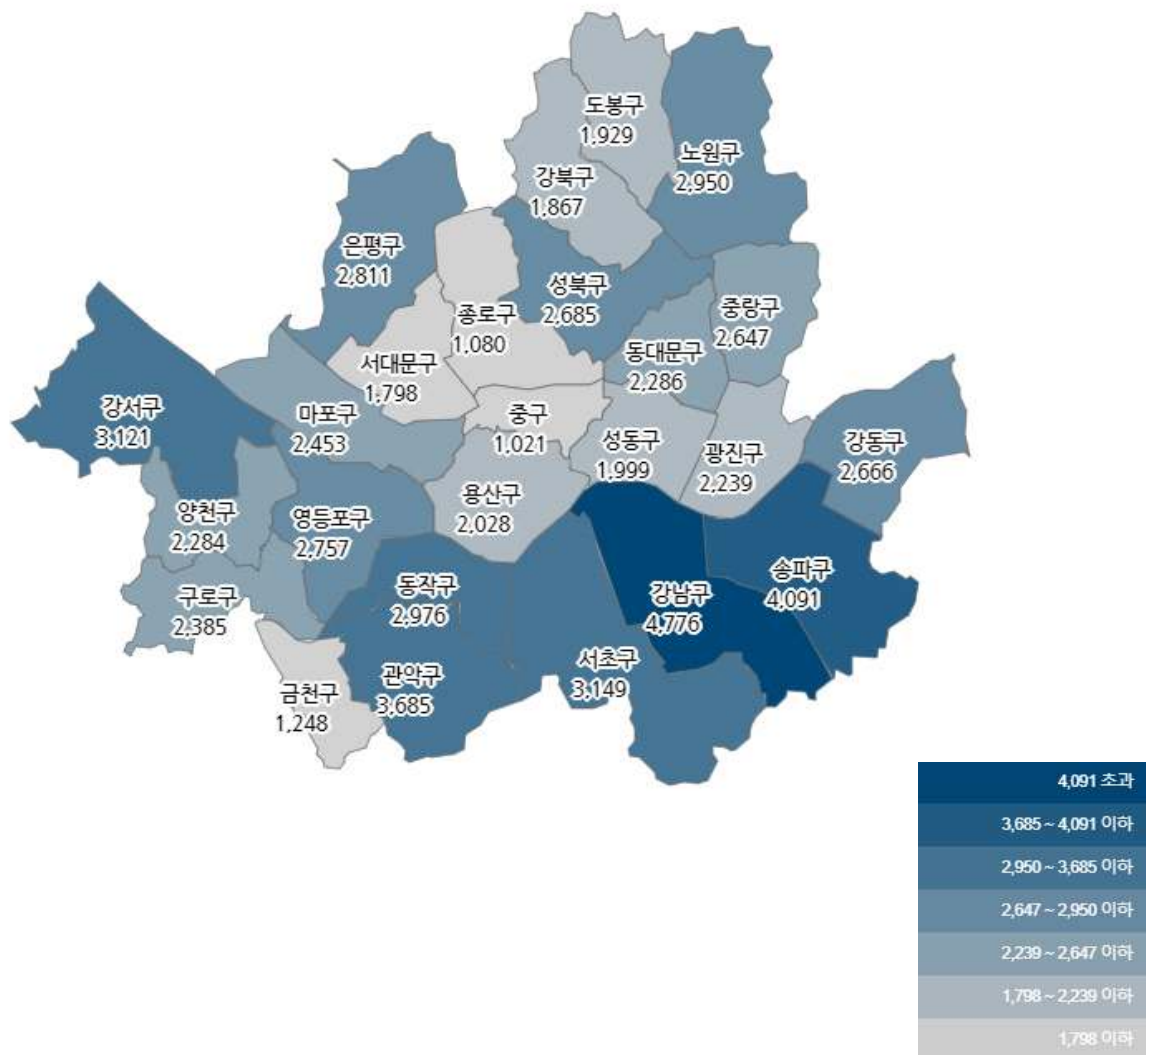 도봉구
1,929
노원구
2,950
강북구
1,867
은평구
2,811
성북구
2,685
종로구
1,080
중랑구
2,647
서대문구
1,798
동대문구
2,286
강서구
3,121
마포구
2,453
중구
1,021
성동구
1,999
광진구
2,239
강동구
2,666
양천구
2,284
영등포구
2,757
용산구
2,028
구로구
2,385
동작구
2,976
강남구
4,776
송파구
4,091
금천구
1,248
관악구
3,685
서초구
3,149
4,091 초과
3,685 ~ 4,091 이하
2,950 ~ 3,685 이하
2,647 ~ 2,950 이하
2,239 ~ 2,647 이하
1,798 ~ 2,239 이하
1,798 이하